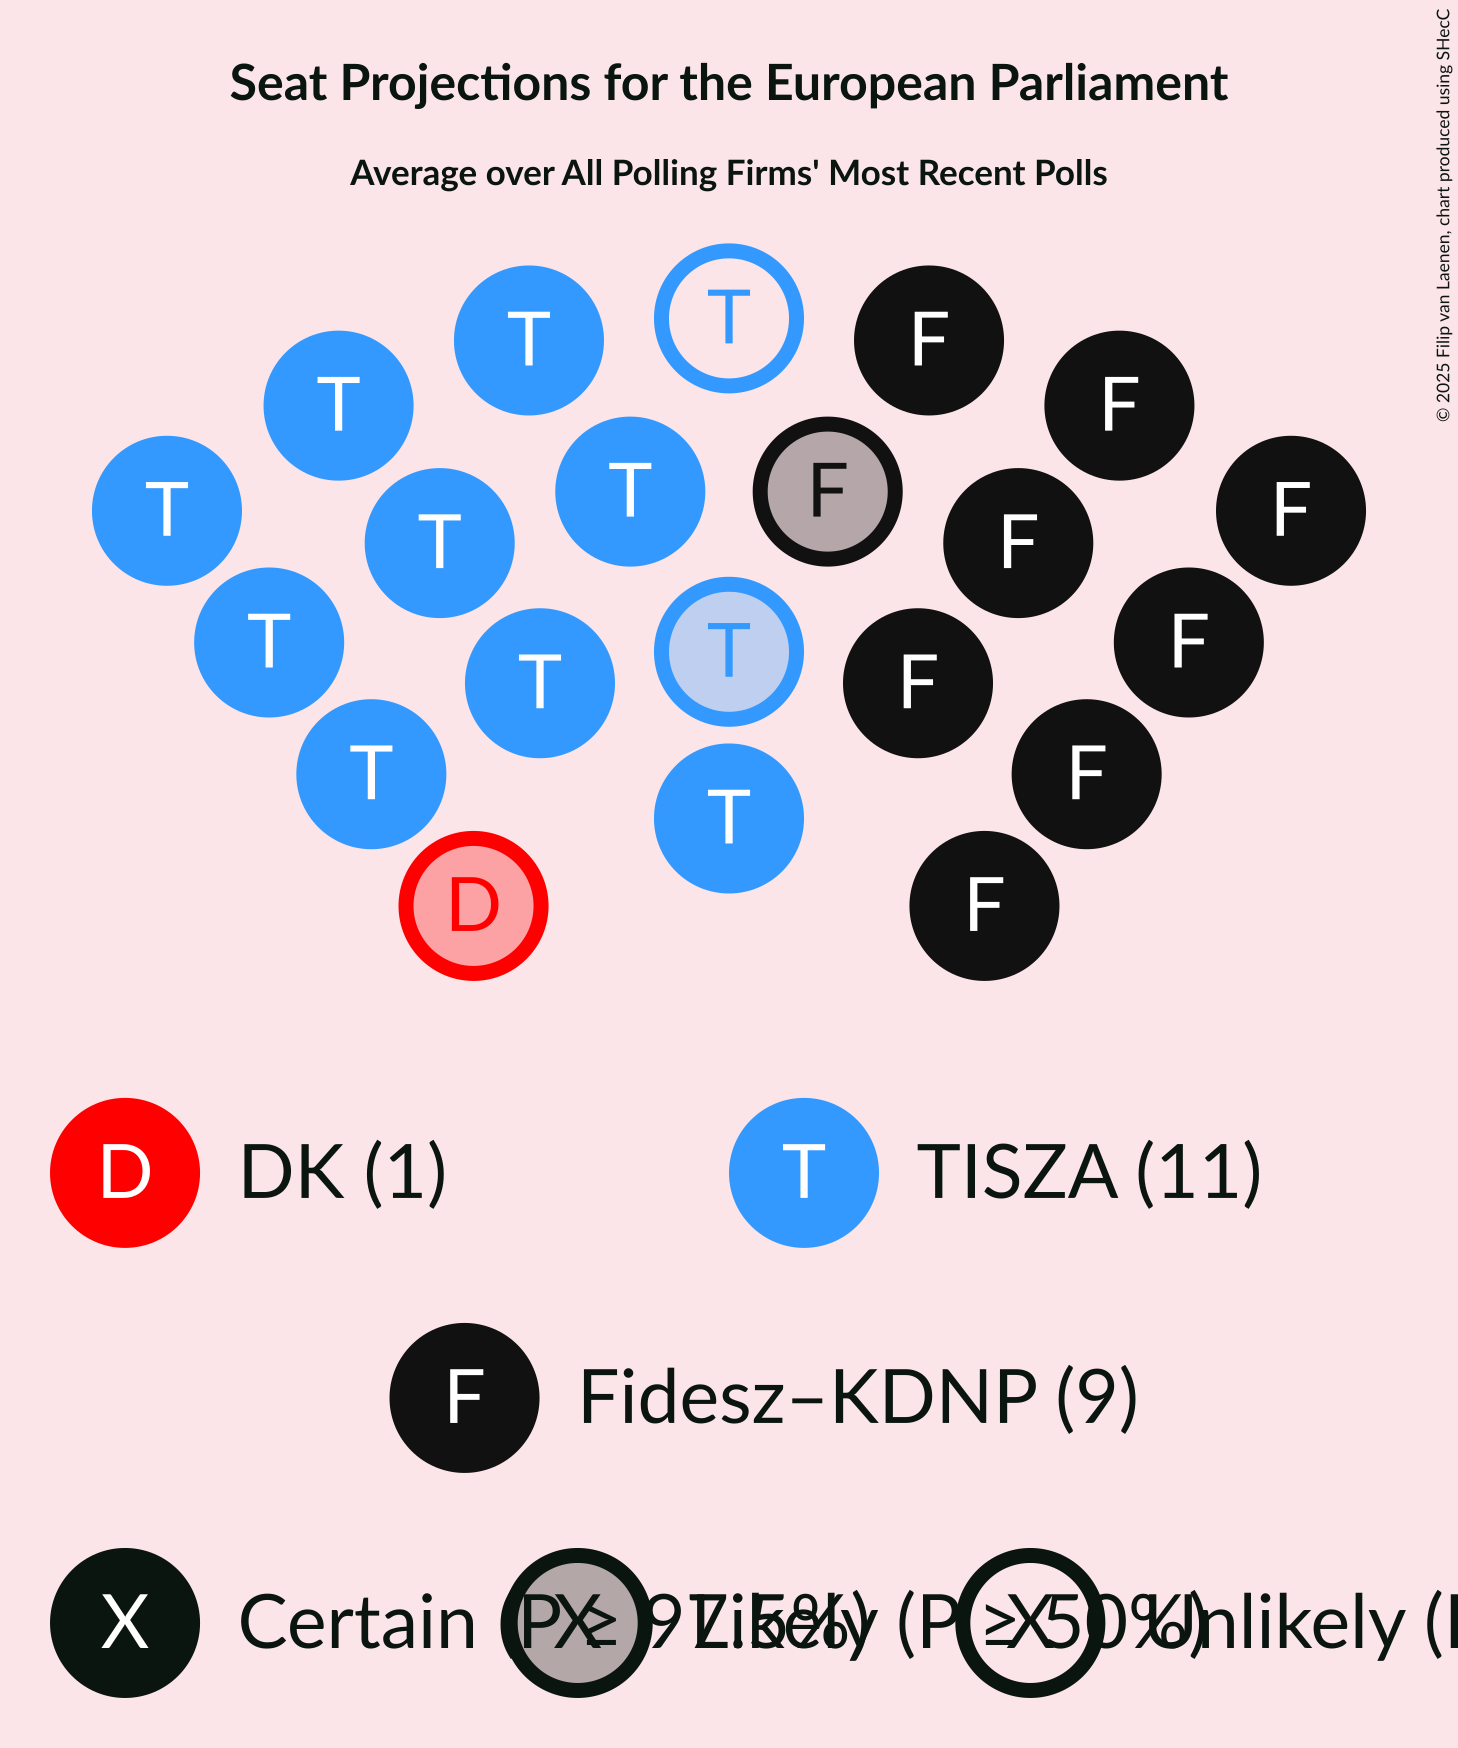 Seat Projections for the European Parliament
Average over All Polling Firms' Most Recent Polls
© 2025 Filip van Laenen, chart produced using SHecC
T
T F
T F
T F
T F
T F
T F
T
T F
T F
T
D F
D DK (1)
T TISZA (11)
F Fidesz–KDNP (9)
X Certain (P ≥ 97.5%)
X Likely (P ≥ 50%)
X Unlikely (